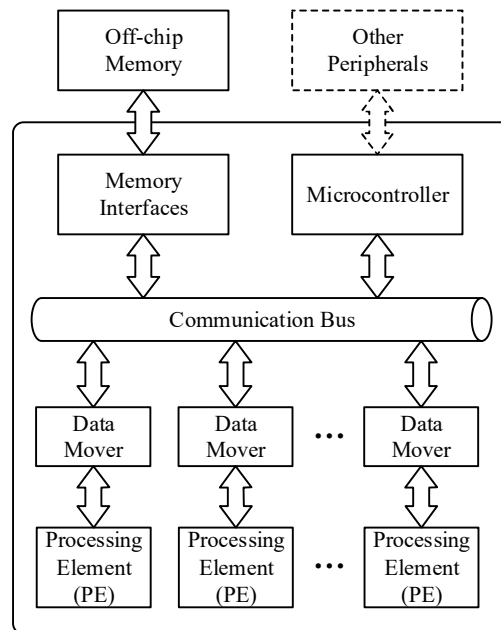 Off-chip
Memory
Other
Peripherals
Memory
Interfaces
Microcontroller
Communication Bus
Data
Mover
Data
Mover
...
Data
Mover
Processing
Element
(PE)
Processing
Element
(PE)
...
Processing
Element
(PE)